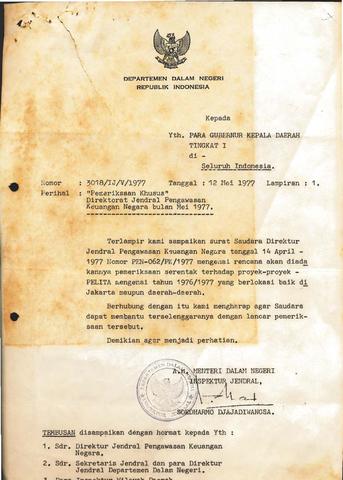 DEPARTEMEN DALAM NEGERI
REPUBLIK INDONESIA
Kepada
Yth. PARA GUBERNUR KEPALA DAERAH
TINGKAT I
di -
Seluruh Indonesia.
Nomor : 3018/IJ/V/1977 Tanggal : 12 Mei 1977 Lampiran : 1.
Perihal : "Pemeriksaan Khusus"
Direktorat Jendral Pengawasan
Keuangan Negara bulan Mei 1977.
Terlampir kami sampaikan surat Saudara Direktur
Jendral Pengawasan Keuangan Negara tanggal 14 April -
1977 Nomor PEN-062/PK/1977 mengenai rencana akan diada
kannya pemeriksaan serentak terhadap proyek-proyek -
PELITA mengenai tahun 1976/1977 yang berlokasi baik di
Jakarta maupun daerah-daerah.
Berhubung dengan itu kami mengharap agar Saudara
dapat membantu terselenggaranya dengan lancar pemerik-
saan tersebut.
Demikian agar menjadi perhatian.
A.N. MENTERI DALAM NEGERI
INSPEKTUR JENDRAL,
SOEDHARMO DJAJADIWANGSA.
TEMBUSAN disampaikan dengan hormat kepada Yth :
1. Sdr. Direktur Jendral Pengawasan Keuangan
Negara,
2. Sdr. Sekretaris Jendral dan para Direktur
Jendral Departemen Dalam Negeri.
3. Para Inspektur Wilayah Daerah